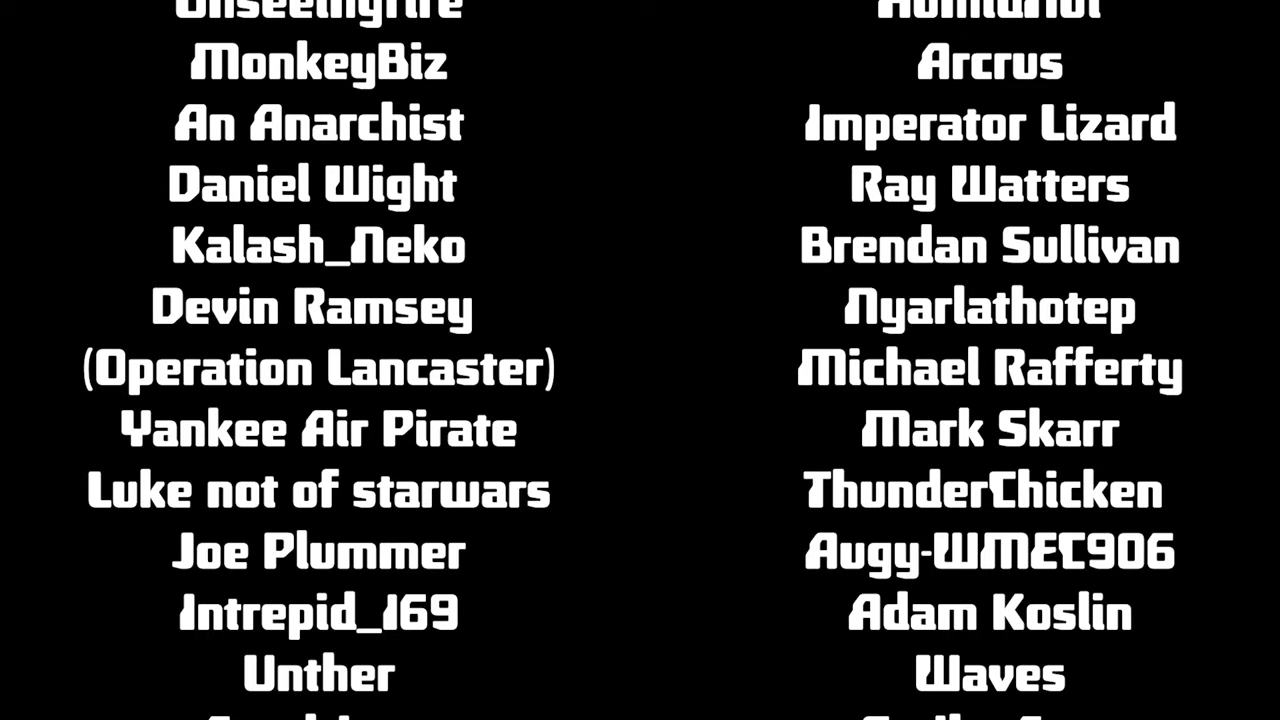 MonkeyBiz
An Anarchist
Daniel Wight
Kalash_Neko
Devin Ramsey
(Operation Lancaster)
Yankee Air Pirate
Luke not of starwars
Joe Plummer
Intrepid_169
Unther
Arcrus
Imperator Lizard
Ray Watters
Brendan Sullivan
Nyarlathotep
Michael Rafferty
Mark Skarr
ThunderChicken
Augy-WMEC906
Adam Koslin
Waves